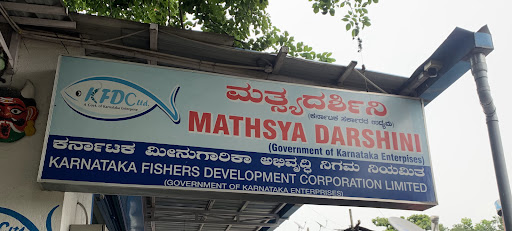 KFDC Ltd.
ಮತ್ಸ್ಯದರ್ಶಿನಿ
(ಕರ್ನಾಟಕ ಸರ್ಕಾರದ ಉದ್ಯಮ)
MATHSYA DARSHINI
(Government of Karnataka Enterpises)
ಕರ್ನಾಟಕ ಮೀನುಗಾರಿಕಾ ಅಭಿವೃದ್ಧಿ ನಿಗಮ ನಿಯಮಿತ
KARNATAKA FISHERS DEVELOPMENT CORPORATION LIMITED
(GOVERNMENT OF KARNATAKA ENTERPRISES)